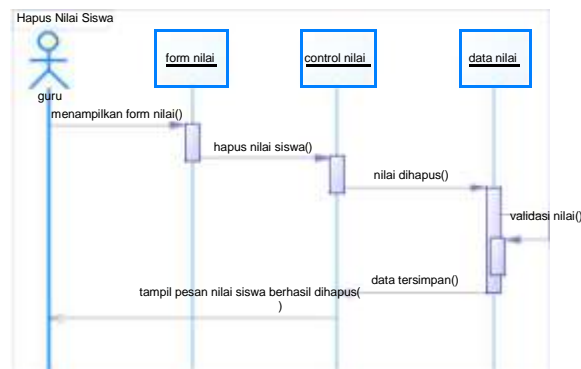 Hapus Nilai Siswa
form nilai
control nilai
data nilai
guru
menampilkan form nilai()
hapus nilai siswa()
nilai dihapus()
validasi nilai()
data tersimpan()
tampil pesan nilai siswa berhasil dihapus(
)